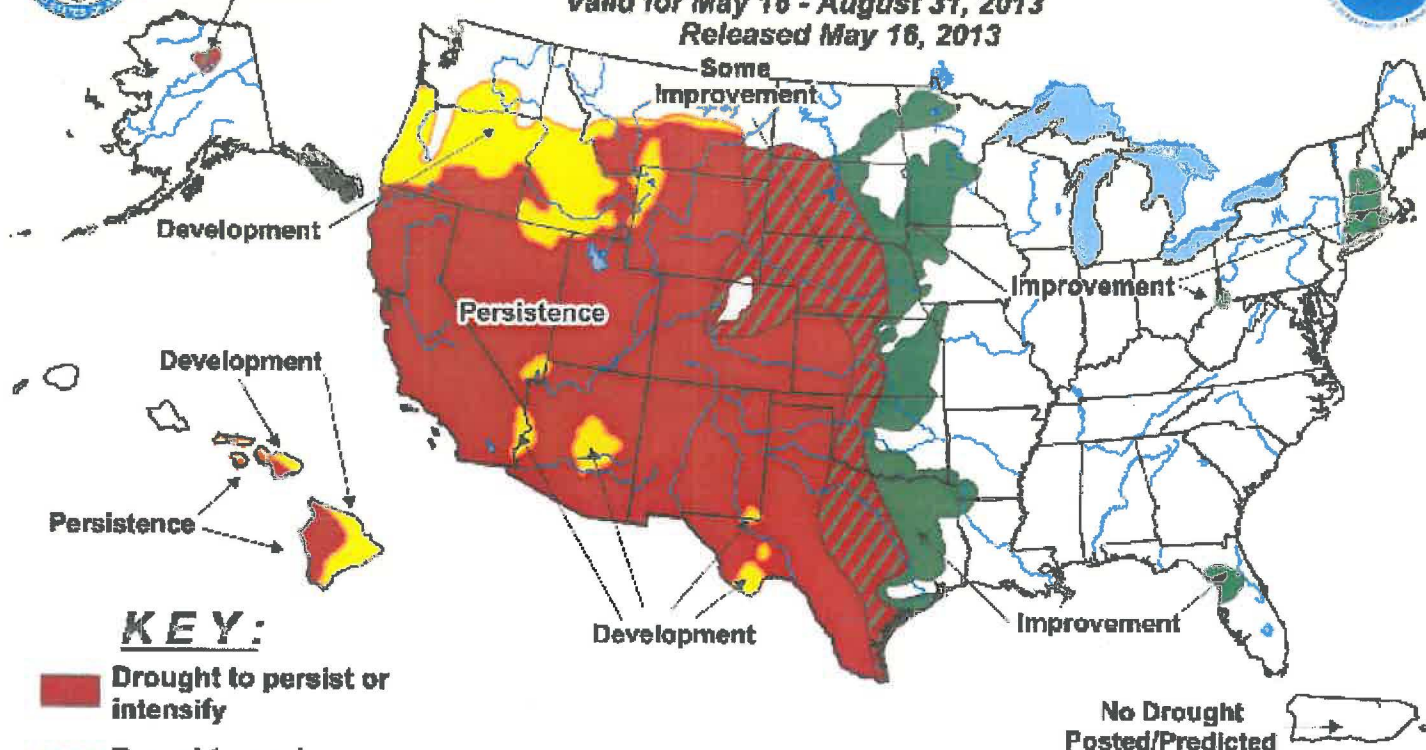 Valid for May 16 - August 31, 2013
Released May 16, 2013
Some
Improvement
Development
Persistence
Improvement
Development
Persistence
Development
Improvement
KEY:
Drought to persist or
intensify
No Drought
Posted/Predicted